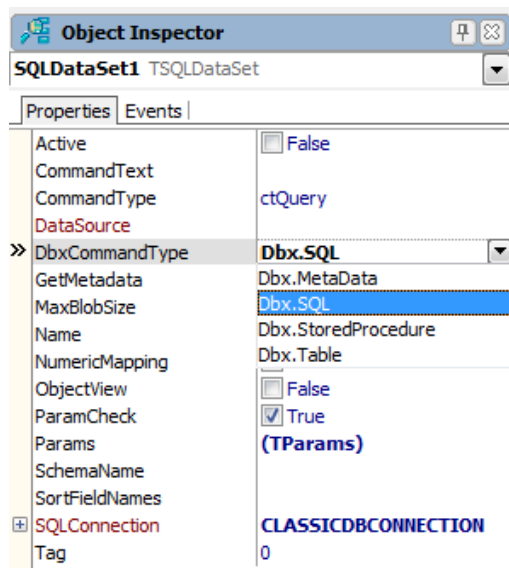 Object Inspector
SQLDataSet1 TSQLDataSet
Properties Events
Active False
CommandText
CommandType ctQuery
DataSource
» DbxCommandType Dbx.SQL
GetMetadata Dbx.MetaData
MaxBlobSize Dbx.SQL
Name Dbx.StoredProcedure
NumericMapping Dbx.Table
ObjectView False
ParamCheck True
Params (TParams)
SchemaName
SortFieldNames
SQLConnection CLASSICDBCONNECTION
Tag 0